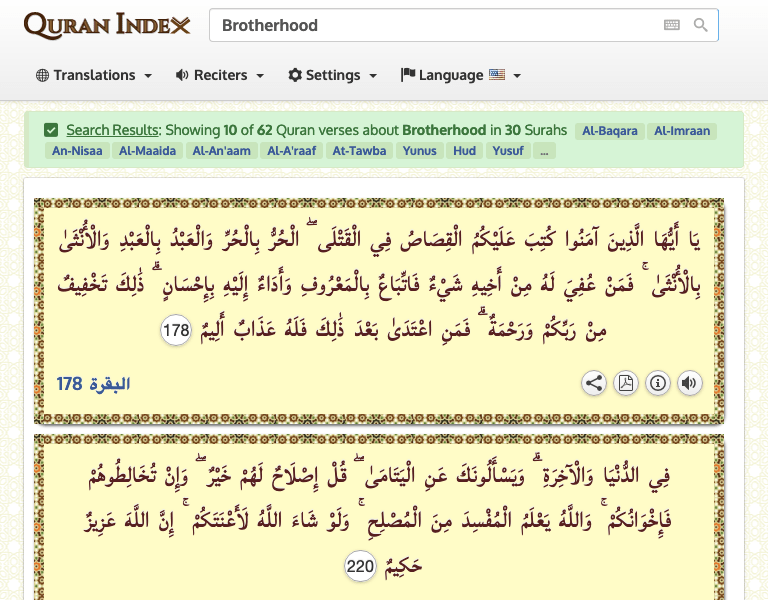 QURAN INDEX
Brotherhood
Translations
Reciters
Settings
Language
Search Results: Showing 10 of 62 Quran verses about Brotherhood in 30 Surahs Al-Baqara Al-Imraan
An-Nisaa Al-Maaida Al-An'aam Al-A'raaf At-Tawba Yunus Hud Yusuf ...
يَا أَيُّهَا الَّذِينَ آمَنُوا كُتِبَ عَلَيْكُمُ الْقِصَاصُ فِي الْقَتْلَى ۖ الْحُرُّ بِالْحُرِّ وَالْعَبْدُ بِالْعَبْدِ وَالْأُنْثَىٰ
بِالْأُنْثَىٰ ۚ فَمَنْ عُفِيَ لَهُ مِنْ أَخِيهِ شَيْءٌ فَاتِّبَاعٌ بِالْمَعْرُوفِ وَأَدَاءٌ إِلَيْهِ بِإِحْسَانٍ ۗ ذَٰلِكَ تَخْفِيفٌ
مِنْ رَبِّكُمْ وَرَحْمَةٌ ۗ فَمَنِ اعْتَدَىٰ بَعْدَ ذَٰلِكَ فَلَهُ عَذَابٌ أَلِيمٌ 178
البقرة 178
فِي الدُّنْيَا وَالْآخِرَةِ ۗ وَيَسْأَلُونَكَ عَنِ الْيَتَامَىٰ ۖ قُلْ إِصْلَاحٌ لَهُمْ خَيْرٌ ۖ وَإِنْ تُخَالِطُوهُمْ
فَإِخْوَانُكُمْ ۚ وَاللَّهُ يَعْلَمُ الْمُفْسِدَ مِنَ الْمُصْلِحِ ۚ وَلَوْ شَاءَ اللَّهُ لَأَعْنَتَكُمْ ۚ إِنَّ اللَّهَ عَزِيزٌ
حَكِيمٌ 220